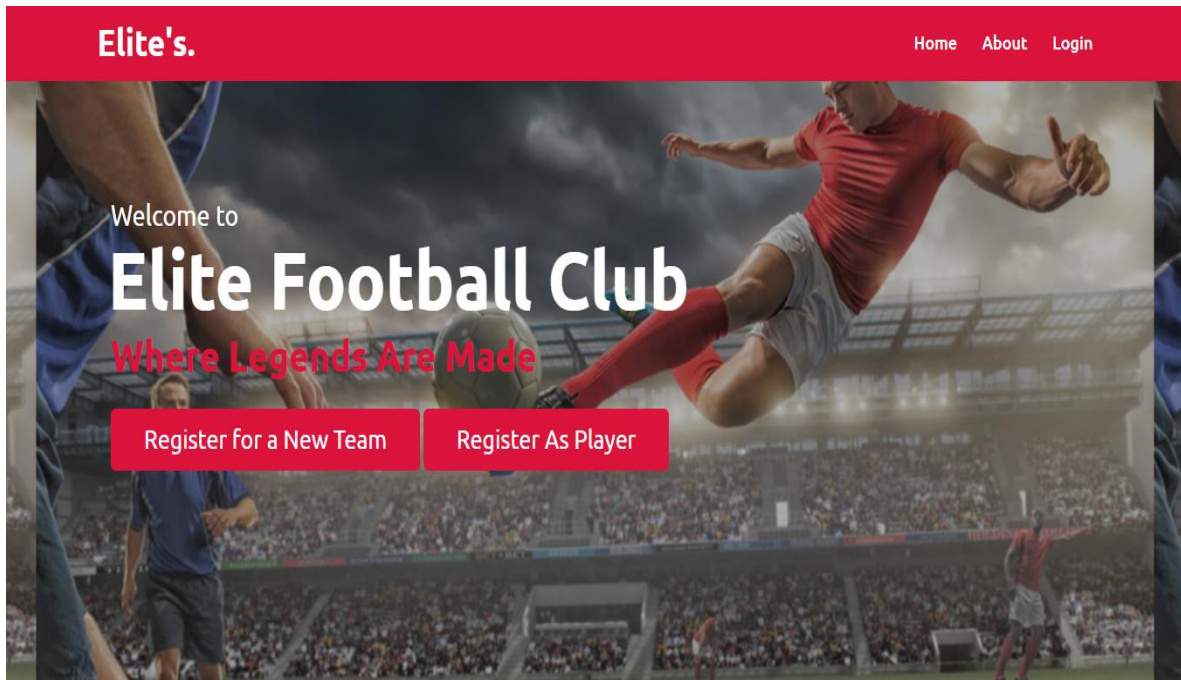 Elite's.
Home About Login
Welcome to
Elite Football Club
Where Legends Are Made
Register for a New Team
Register As Player